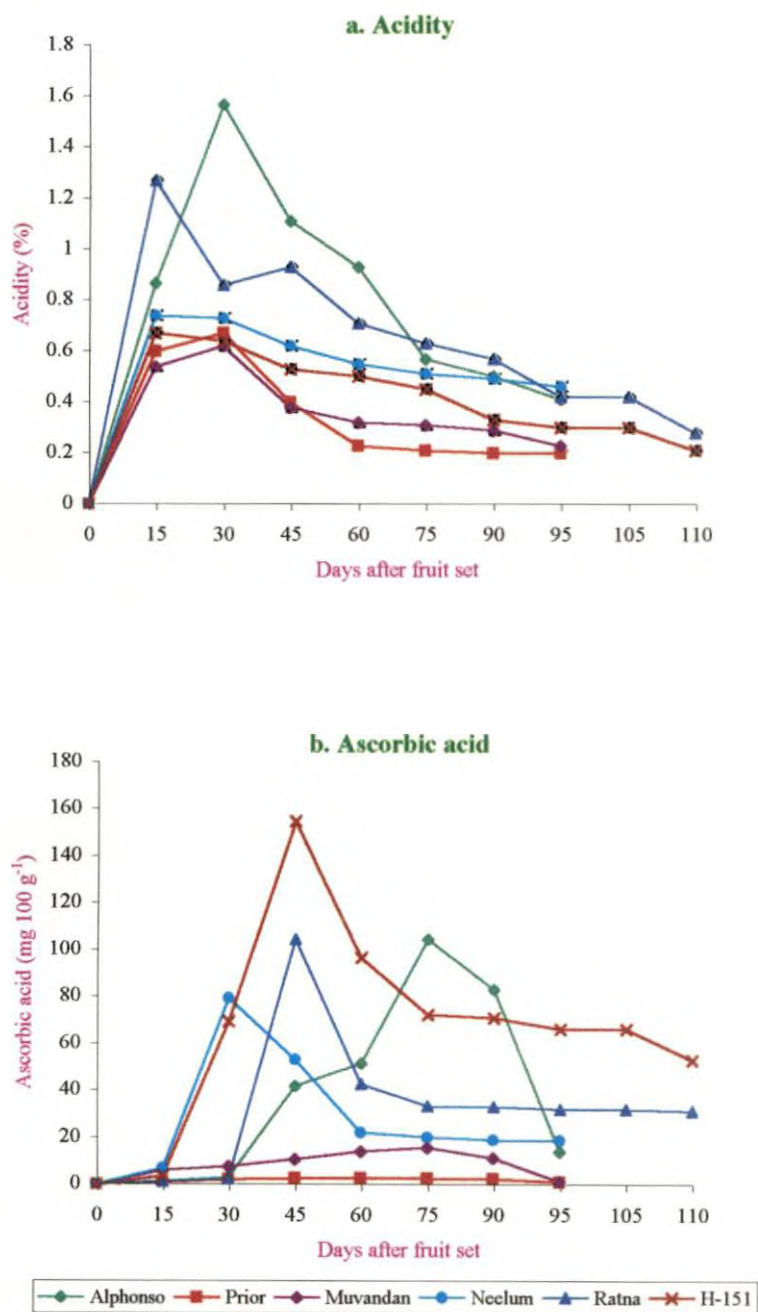 a. Acidity
1.8
1.6
1.4
1.2
1
0.8
0.6
0.4
0.2
0
Acidity (%)
0 15 30 45 60 75 90 95 105 110
Days after fruit set
b. Ascorbic acid
180
160
140
120
100
80
60
40
20
0
Ascorbic acid (mg 100 g⁻¹)
0 15 30 45 60 75 90 95 105 110
Days after fruit set
Alphonso Prior Muvandan Neelum Ratna H-151